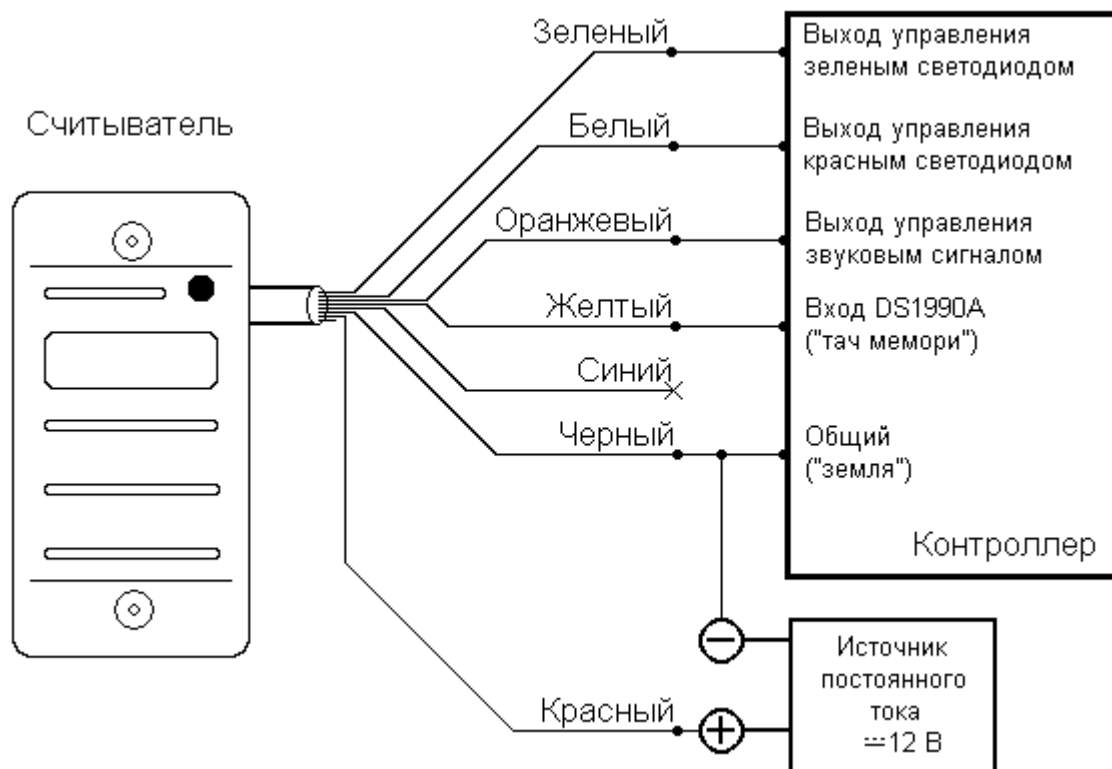 Считыватель
Зеленый
Белый
Оранжевый
Желтый
Синий
Черный
Красный
Выход управления
зеленым светодиодом
Выход управления
красным светодиодом
Выход управления
звуковым сигналом
Вход DS1990A
("тач мемори")
Общий
("земля")
Контроллер
Источник
постоянного
тока
⎓12 В